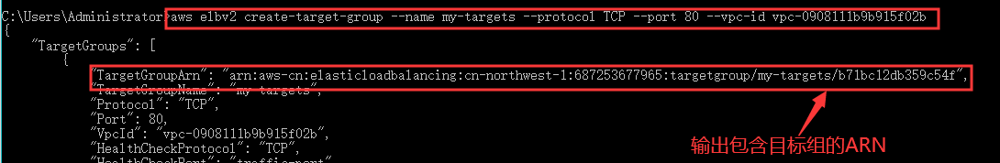 C:\Users\Administrator>aws elbv2 create-target-group --name my-targets --protocol TCP --port 80 --vpc-id vpc-0908111b9b915f02b
{
"TargetGroups": [
{
"TargetGroupArn": "arn:aws-cn:elasticloadbalancing:cn-northwest-1:687253677965:targetgroup/my-targets/b71bc12db359c54f",
"TargetGroupName": "my-targets",
"Protocol": "TCP",
"Port": 80,
"VpcId": "vpc-0908111b9b915f02b",
"HealthCheckProtocol": "TCP",
"HealthCheckPort": "traffic-port",
输出包含目标组的ARN